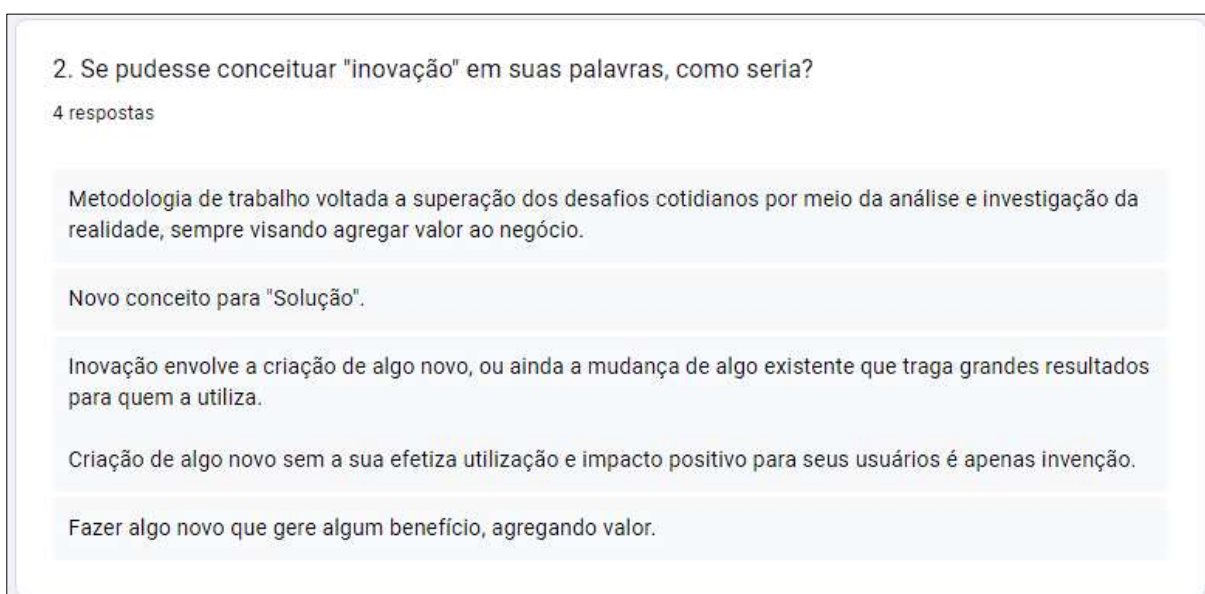 2. Se pudesse conceituar "inovação" em suas palavras, como seria?
4 respostas
Metodologia de trabalho voltada a superação dos desafios cotidianos por meio da análise e investigação da
realidade, sempre visando agregar valor ao negócio.
Novo conceito para "Solução".
Inovação envolve a criação de algo novo, ou ainda a mudança de algo existente que traga grandes resultados
para quem a utiliza.
Criação de algo novo sem a sua efetiza utilização e impacto positivo para seus usuários é apenas invenção.
Fazer algo novo que gere algum benefício, agregando valor.